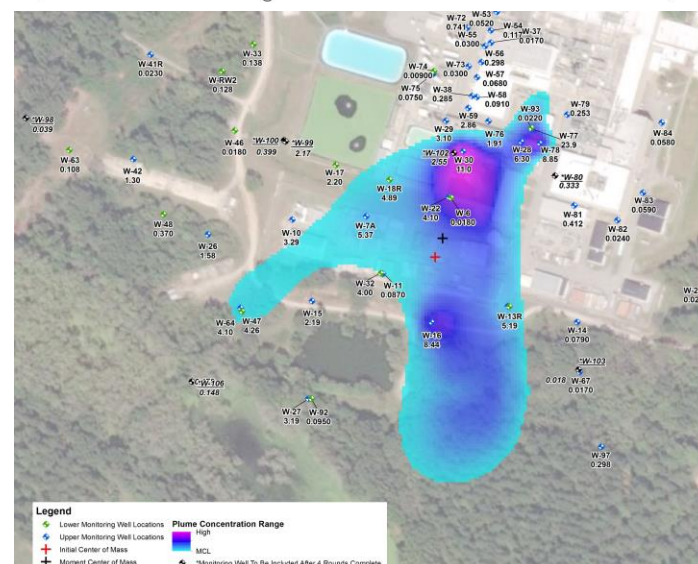 W-53
0.0520
W-72
0.741
W-54
0.117
W-37
0.0170
W-55
0.0300
W-56
0.298
W-33
0.138
W-41R
0.0230
W-RW2
0.128
W-74
0.00900
W-73
0.0300
W-57
0.0680
W-75
0.0750
W-38
0.285
W-58
0.0910
W-59
2.86
W-93
0.0220
W-79
0.253
W-84
0.0580
*W-98
0.039
W-46
0.0180
*W-100
0.399
*W-99
2.17
W-29
3.10
W-76
1.91
W-77
23.9
W-28
6.30
W-78
8.85
*W-102
2.55
W-30
11.0
W-63
0.108
W-42
1.30
W-17
2.20
W-18R
4.89
*W-80
0.333
W-83
0.0590
W-48
0.370
W-22
4.10
W-6
0.0180
W-81
0.412
W-82
0.0240
W-10
3.29
W-7A
5.37
W-26
1.58
W-32
4.00
W-11
0.0870
W-64
4.10
W-47
4.26
W-15
2.19
W-13R
5.19
W-16
8.44
W-14
0.0790
*W-103
0.018
W-67
0.0170
*W-106
0.148
W-27
3.19
W-92
0.0950
W-97
0.298
Legend
Lower Monitoring Well Locations
Upper Monitoring Well Locations
Initial Center of Mass
Moment Center of Mass
Plume Concentration Range
High
MCL
*Monitoring Well To Be Included After 4 Rounds Complete